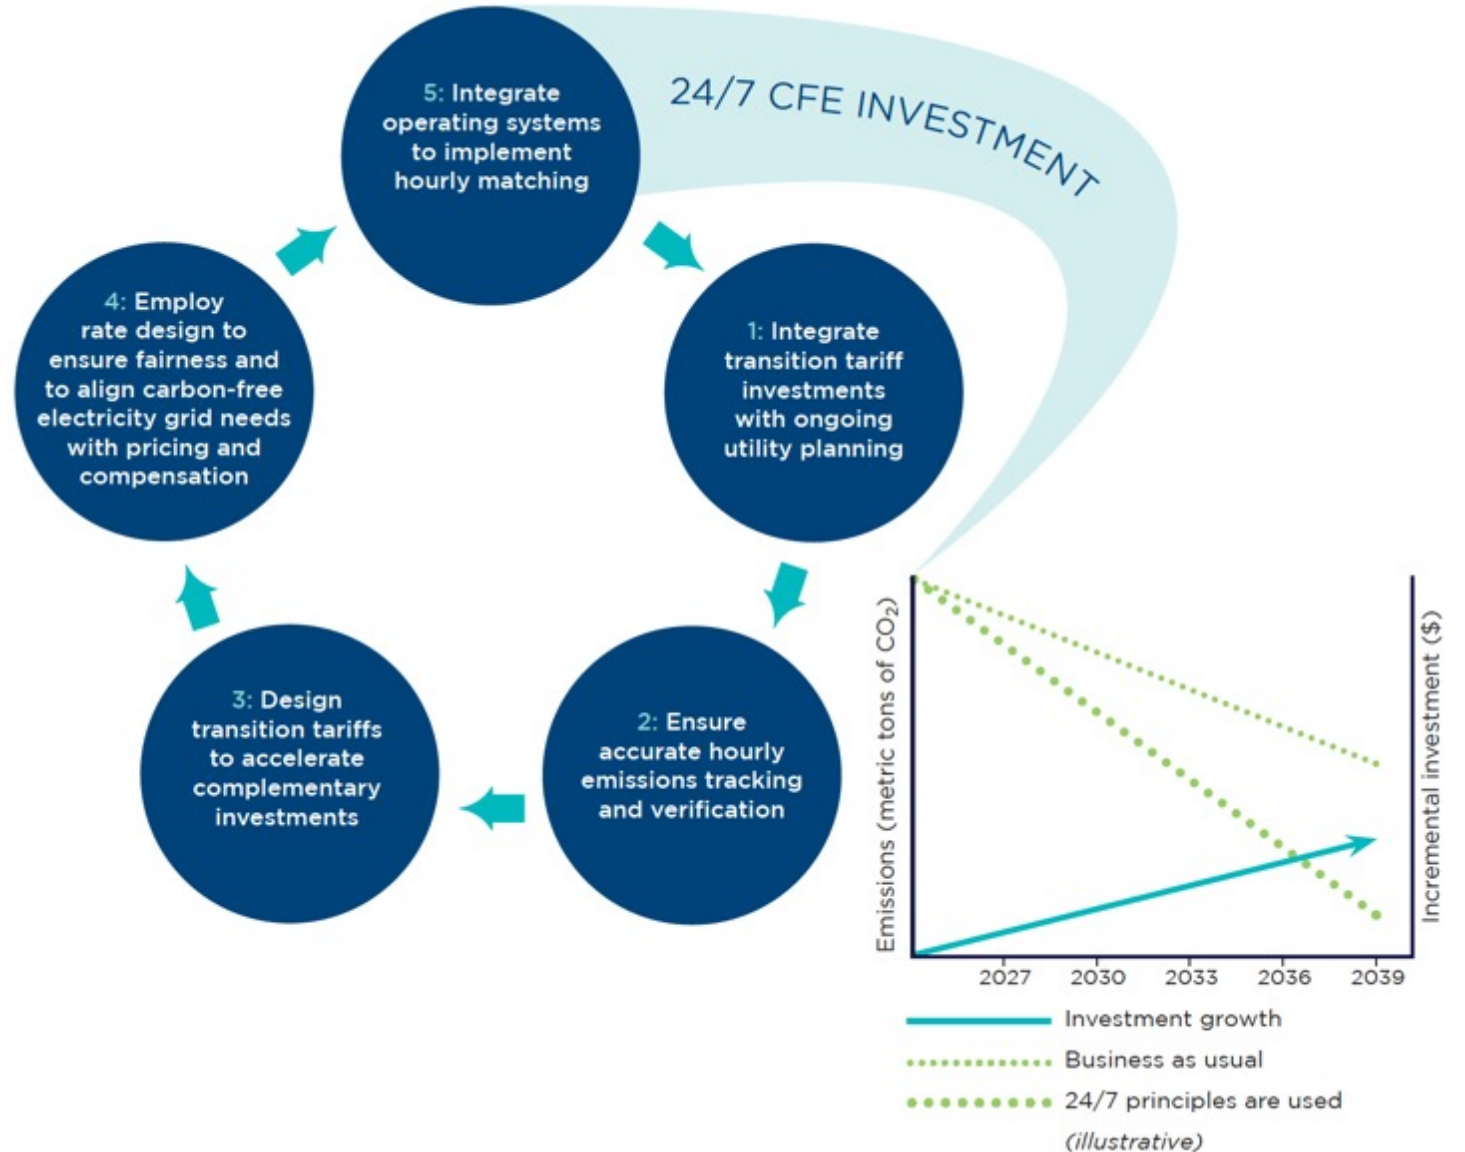 5: Integrate
operating systems
to implement
hourly matching
24/7 CFE INVESTMENT
1: Integrate
transition tariff
investments
with ongoing
utility planning
2: Ensure
accurate hourly
emissions tracking
and verification
3: Design
transition tariffs
to accelerate
complementary
investments
4: Employ
rate design to
ensure fairness and
to align carbon-free
electricity grid needs
with pricing and
compensation
Emissions (metric tons of CO₂)
Incremental investment ($)
2027 2030 2033 2036 2039
Investment growth
Business as usual
24/7 principles are used
(illustrative)